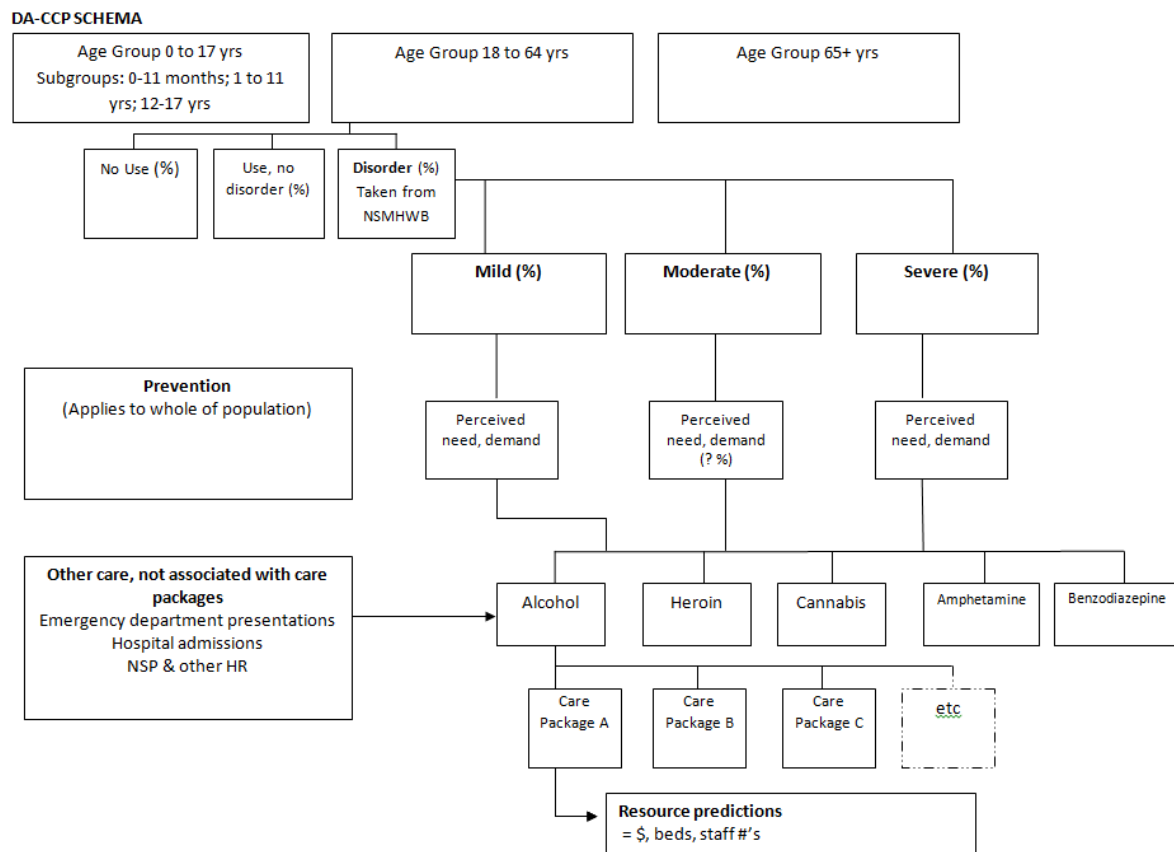 DA-CCP SCHEMA
Age Group 0 to 17 yrs
Subgroups: 0-11 months; 1 to 11
yrs; 12-17 yrs
Age Group 18 to 64 yrs
Age Group 65+ yrs
No Use (%)
Use, no
disorder (%)
Disorder (%)
Taken from
NSMHWB
Mild (%)
Moderate (%)
Severe (%)
Prevention
(Applies to whole of population)
Perceived
need, demand
Perceived
need, demand
(? %)
Perceived
need, demand
Other care, not associated with care
packages
Emergency department presentations
Hospital admissions
NSP & other HR
Alcohol
Heroin
Cannabis
Amphetamine
Benzodiazepine
Care
Package A
Care
Package B
Care
Package C
etc
Resource predictions
= $, beds, staff #'s